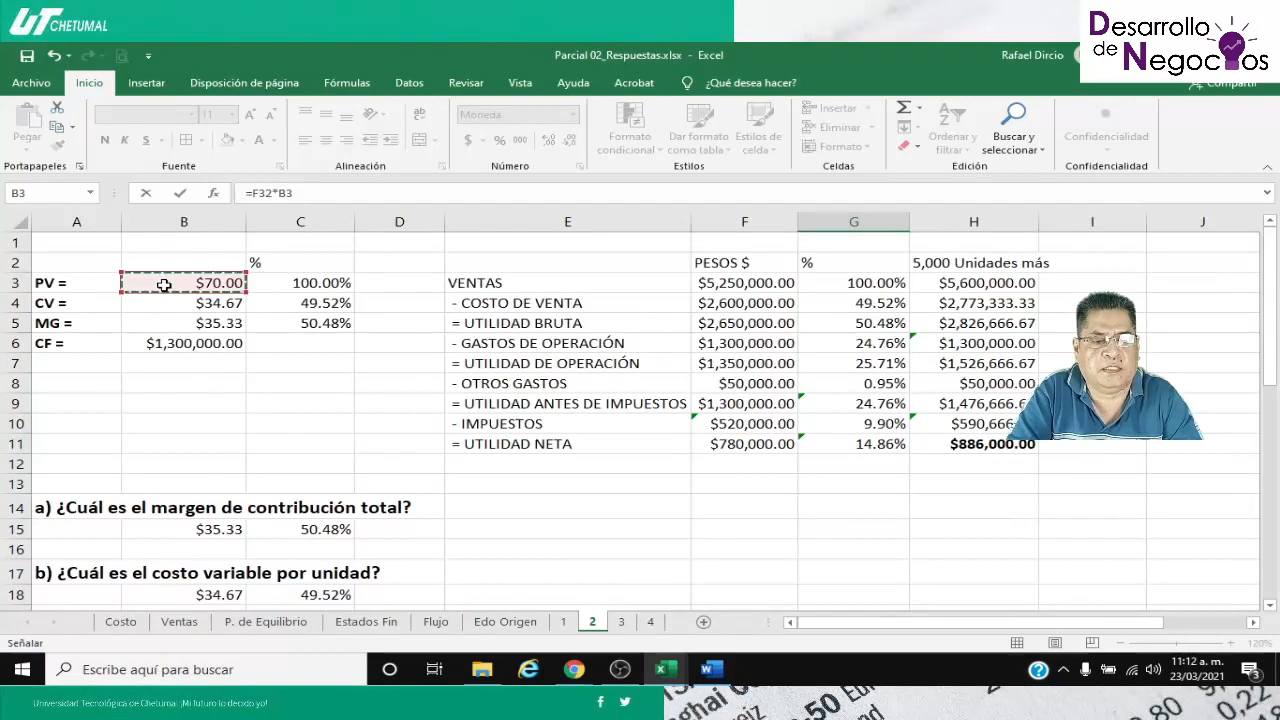 UT CHETUMAL
Desarrollo de Negocios
Parcial 02_Respuestas.xlsx - Excel
Rafael Dircio
Archivo Inicio Insertar Disposición de página Fórmulas Datos Revisar Vista Ayuda Acrobat ¿Qué desea hacer? Compartir
Pegar
N K S
Moneda
$ % 000
Formato condicional
Dar formato como tabla
Estilos de celda
Insertar
Eliminar
Formato
Ordenar y filtrar
Buscar y seleccionar
Confidencialidad
Portapapeles Fuente Alineación Número Estilos Celdas Edición Confidencialidad
B3 fx =F32*B3
A B C D E F G H I J
1
2 % PESOS $ % 5,000 Unidades más
3 PV = $70.00 100.00% VENTAS $5,250,000.00 100.00% $5,600,000.00
4 CV = $34.67 49.52% - COSTO DE VENTA $2,600,000.00 49.52% $2,773,333.33
5 MG = $35.33 50.48% = UTILIDAD BRUTA $2,650,000.00 50.48% $2,826,666.67
6 CF = $1,300,000.00 - GASTOS DE OPERACIÓN $1,300,000.00 24.76% $1,300,000.00
7 = UTILIDAD DE OPERACIÓN $1,350,000.00 25.71% $1,526,666.67
8 - OTROS GASTOS $50,000.00 0.95% $50,000.00
9 = UTILIDAD ANTES DE IMPUESTOS $1,300,000.00 24.76% $1,476,666.6
10 - IMPUESTOS $520,000.00 9.90% $590,666
11 = UTILIDAD NETA $780,000.00 14.86% $886,000.00
12
13
14 a) ¿Cuál es el margen de contribución total?
15 $35.33 50.48%
16
17 b) ¿Cuál es el costo variable por unidad?
18 $34.67 49.52%
Costo Ventas P. de Equilibrio Estados Fin Flujo Edo Origen 1 2 3 4
Señalar 120%
Escribe aquí para buscar
11:12 a. m.
23/03/2021
3
Universidad Tecnológica de Chetumal ¡Mi futuro lo decido yo!